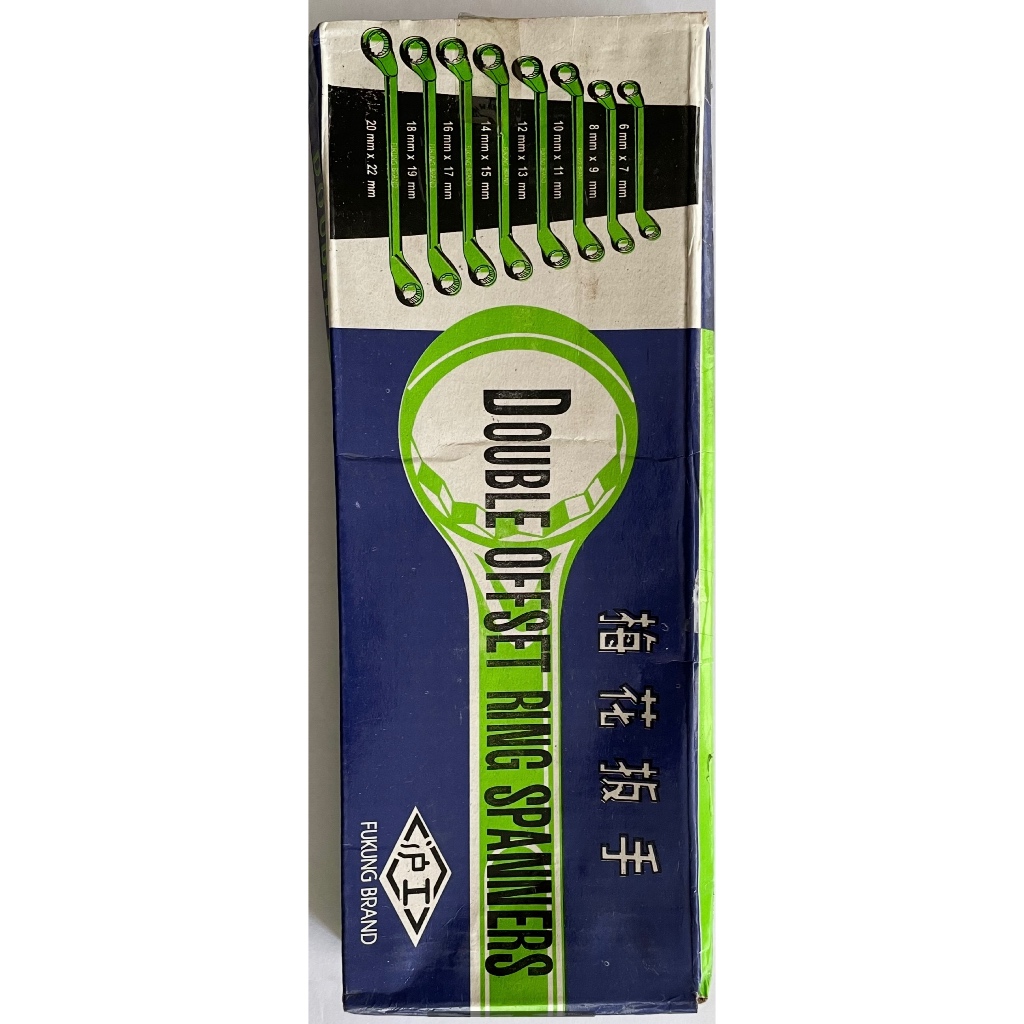 20 mm x 22 mm
18 mm x 19 mm
16 mm x 17 mm
14 mm x 15 mm
12 mm x 13 mm
10 mm x 11 mm
8 mm x 9 mm
6 mm x 7 mm
DOUBLE OFFSET RING SPANNERS
梅花扳手
沪工
FUKUNG BRAND